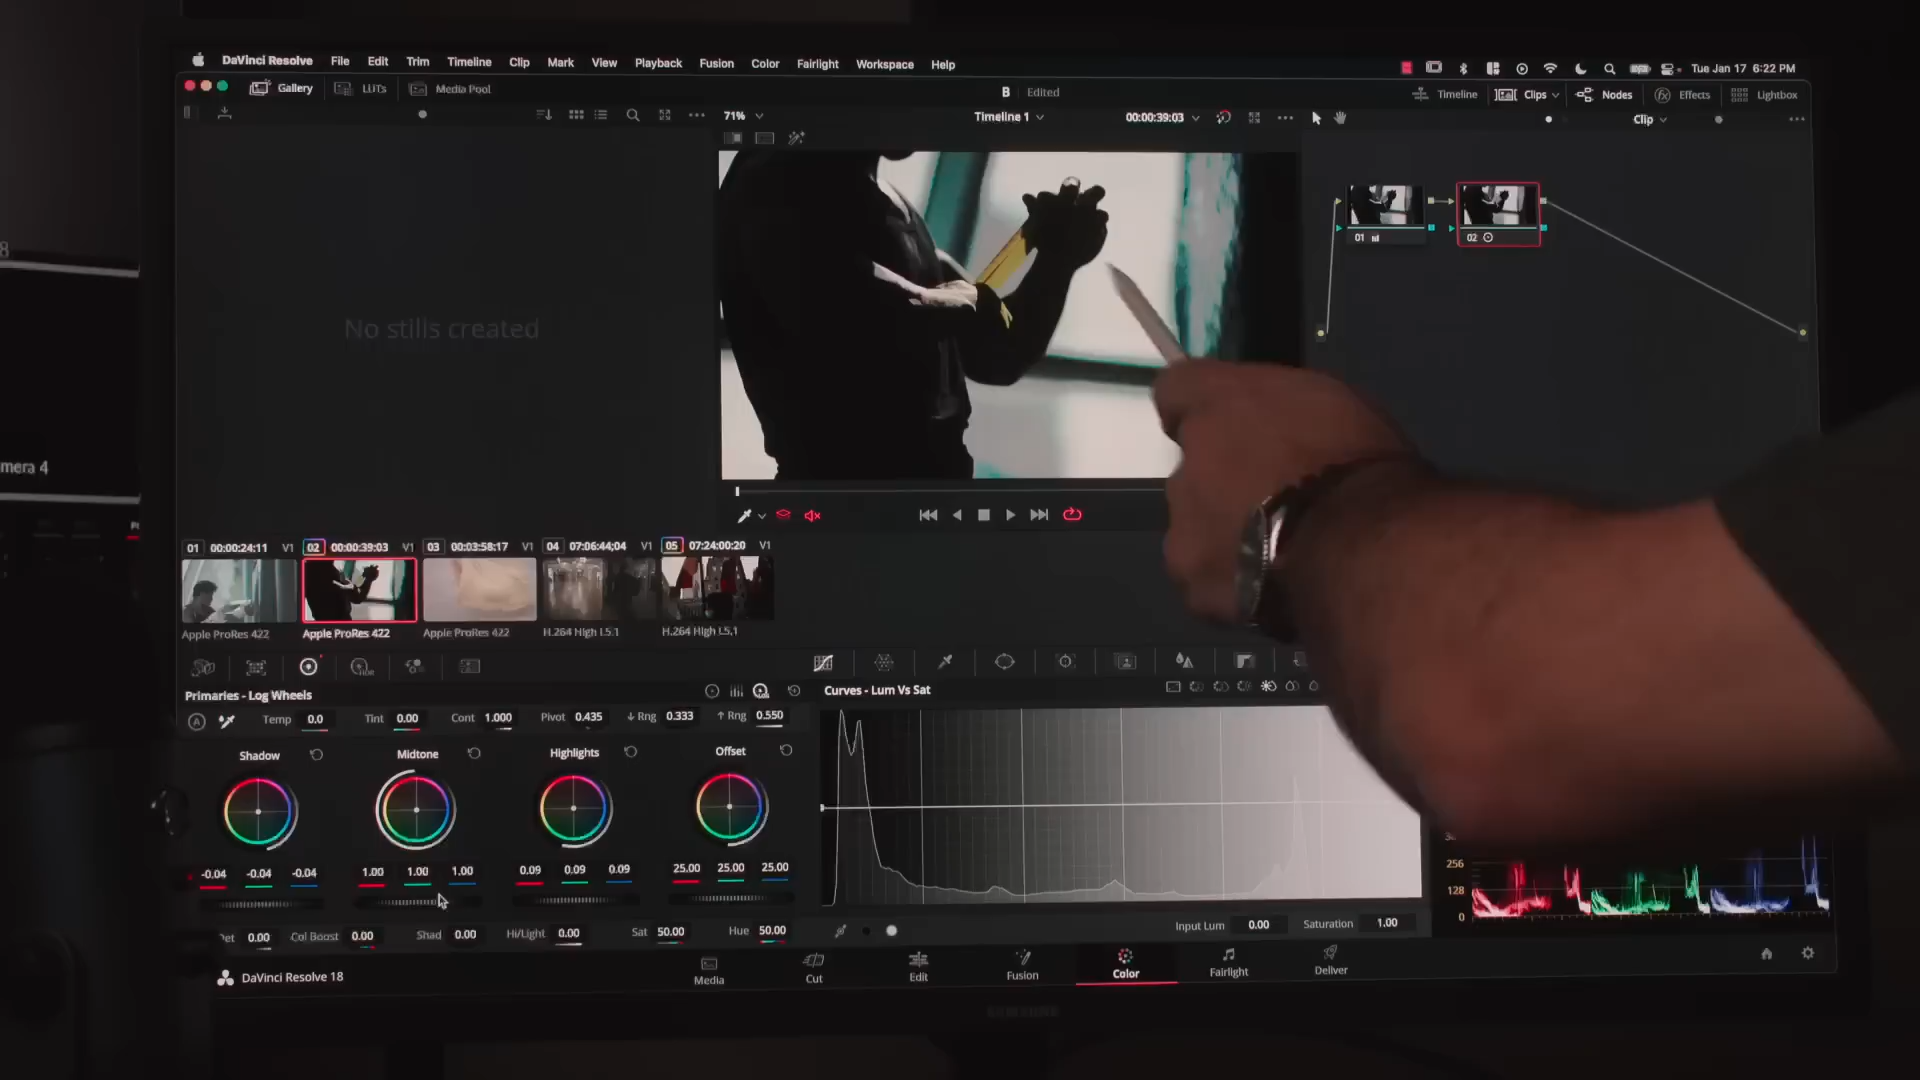 DaVinci Resolve File Edit Trim Timeline Clip Mark View Playback Fusion Color Fairlight Workspace Help Tue Jan 17 6:22 PM
Gallery LUTs Media Pool B Edited Timeline Clips Nodes Effects Lightbox
71% Timeline 1 00:00:39:03 Clip
01 02
8
No stills created
mera 4
01 00:00:24:11 V1 02 00:00:39:03 V1 03 00:03:58:17 V1 04 07:06:44;04 V1 05 07:24:00:20 V1
Apple ProRes 422 Apple ProRes 422 Apple ProRes 422 H.264 High L5.1 H.264 High L5.1
HDR
Primaries - Log Wheels LOG Curves - Lum Vs Sat
A Temp 0.0 Tint 0.00 Cont 1.000 Pivot 0.435 ↓ Rng 0.333 ↑ Rng 0.550
Shadow Midtone Highlights Offset
-0.04 -0.04 -0.04 1.00 1.00 1.00 0.09 0.09 0.09 25.00 25.00 25.00
256
128
0
et 0.00 Col Boost 0.00 Shad 0.00 Hi/Light 0.00 Sat 50.00 Hue 50.00 Input Lum 0.00 Saturation 1.00
DaVinci Resolve 18 Media Cut Edit Fusion Color Fairlight Deliver
SAMSUNG